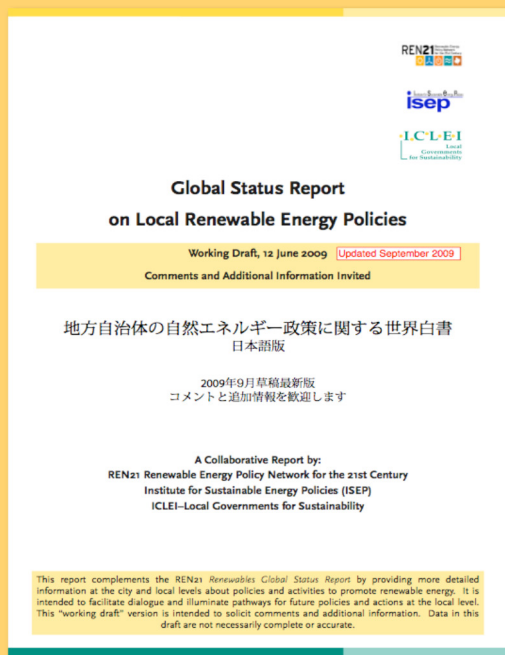 REN21
isep
I.C.L.E.I
Local
Governments
for Sustainability
Global Status Report
on Local Renewable Energy Policies
Working Draft, 12 June 2009 Updated September 2009
Comments and Additional Information Invited
地方自治体の自然エネルギー政策に関する世界白書
日本語版
2009年9月草稿最新版
コメントと追加情報を歓迎します
A Collaborative Report by:
REN21 Renewable Energy Policy Network for the 21st Century
Institute for Sustainable Energy Policies (ISEP)
ICLEI–Local Governments for Sustainability
This report complements the REN21 Renewables Global Status Report by providing more detailed
information at the city and local levels about policies and activities to promote renewable energy. It is
intended to facilitate dialogue and illuminate pathways for future policies and actions at the local level.
This "working draft" version is intended to solicit comments and additional information. Data in this
draft are not necessarily complete or accurate.